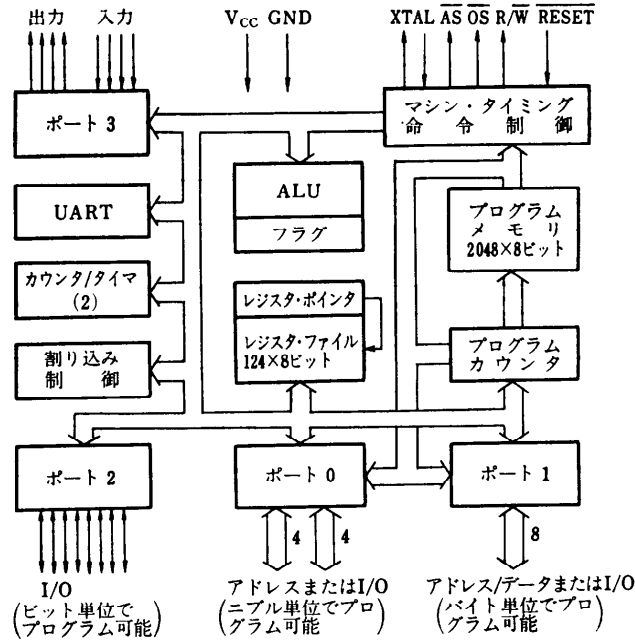 出力 入力 VCC GND XTAL AS OS R/W RESET
ポート3
マシン・タイミング
命令制御
UART
ALU
フラグ
プログラム
メモリ
2048×8ビット
カウンタ/タイマ
(2)
レジスタ・ポインタ
レジスタ・ファイル
124×8ビット
プログラム
カウンタ
割り込み
制御
ポート2
ポート0
ポート1
4 4 8
I/O
(ビット単位で
プログラム可能)
アドレスまたはI/O
(ニブル単位でプロ
グラム可能)
アドレス/データまたはI/O
(バイト単位でプロ
グラム可能)